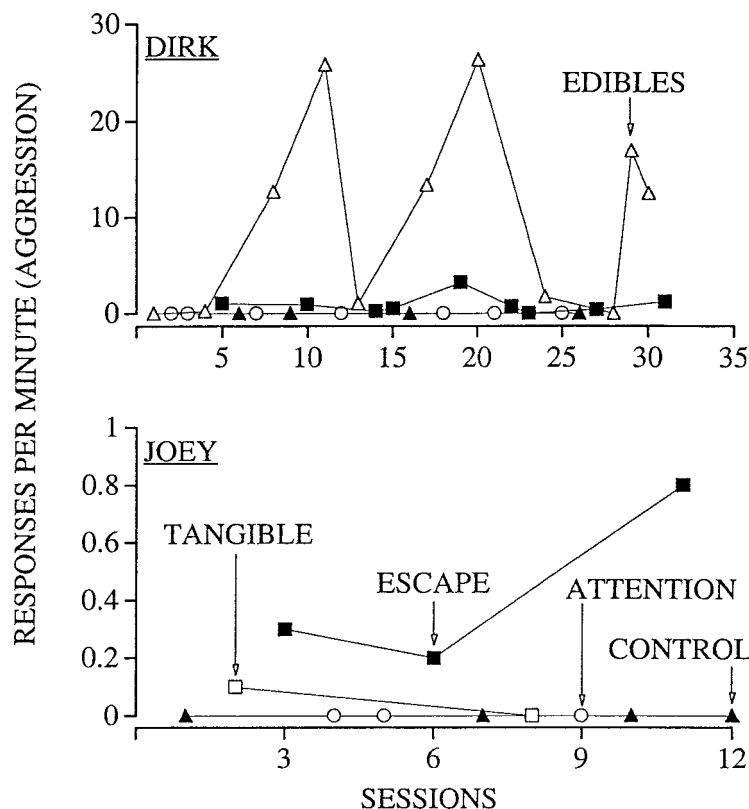 RESPONSES PER MINUTE (AGGRESSION)
30
20
10
0
DIRK
EDIBLES
5 10 15 20 25 30 35
1
0.8
0.6
0.4
0.2
0
JOEY
TANGIBLE
ESCAPE
ATTENTION
CONTROL
3 6 9 12
SESSIONS